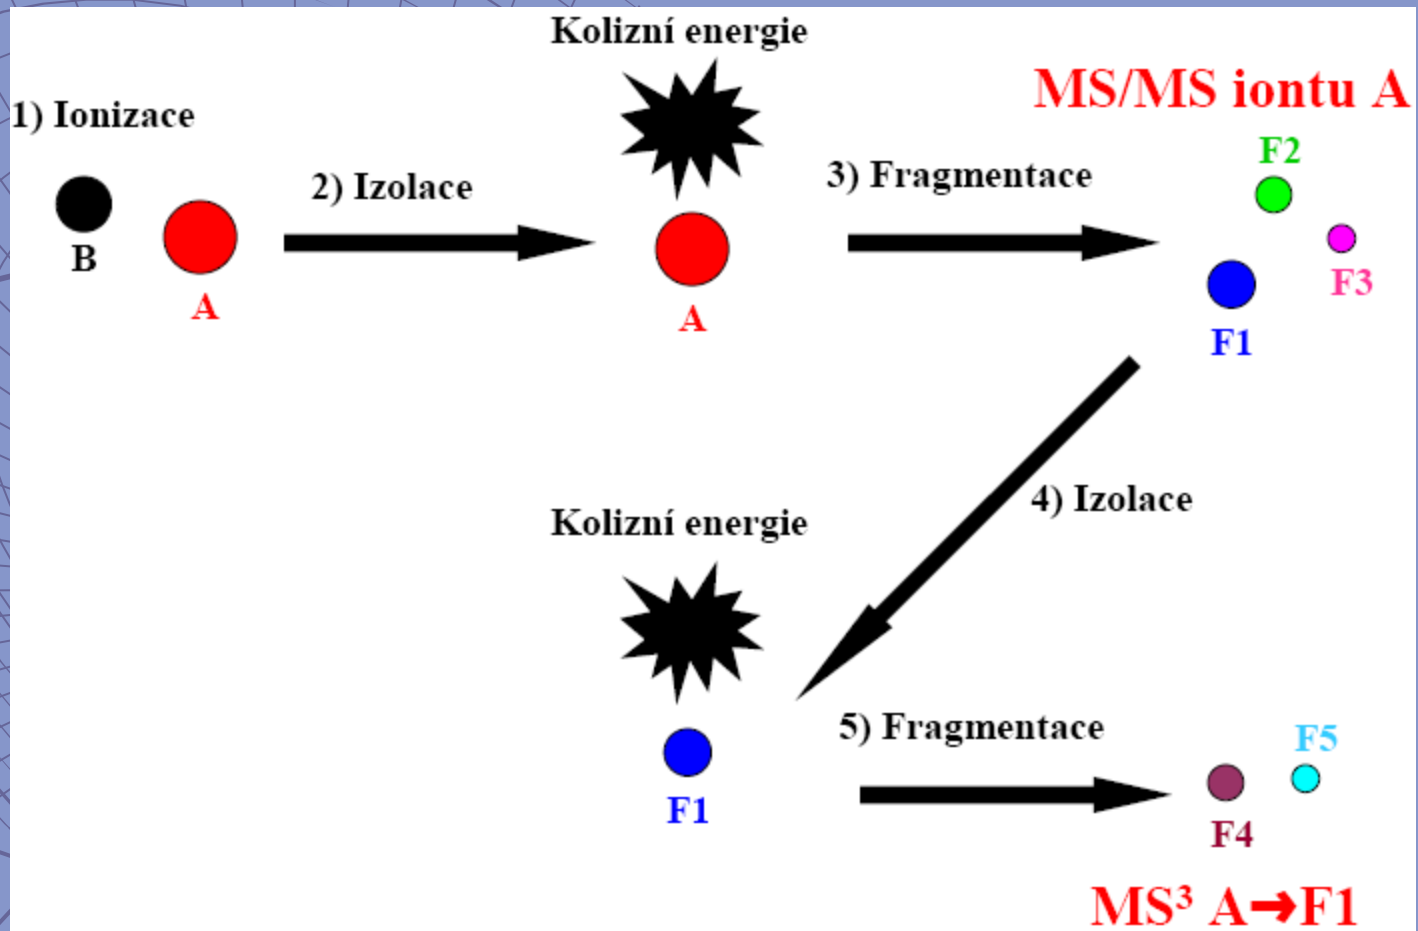 Kolizní energie
MS/MS iontu A
1) Ionizace
2) Izolace
3) Fragmentace
F2
B
A
A
F3
F1
4) Izolace
Kolizní energie
5) Fragmentace
F5
F1
F4
MS³ A→F1